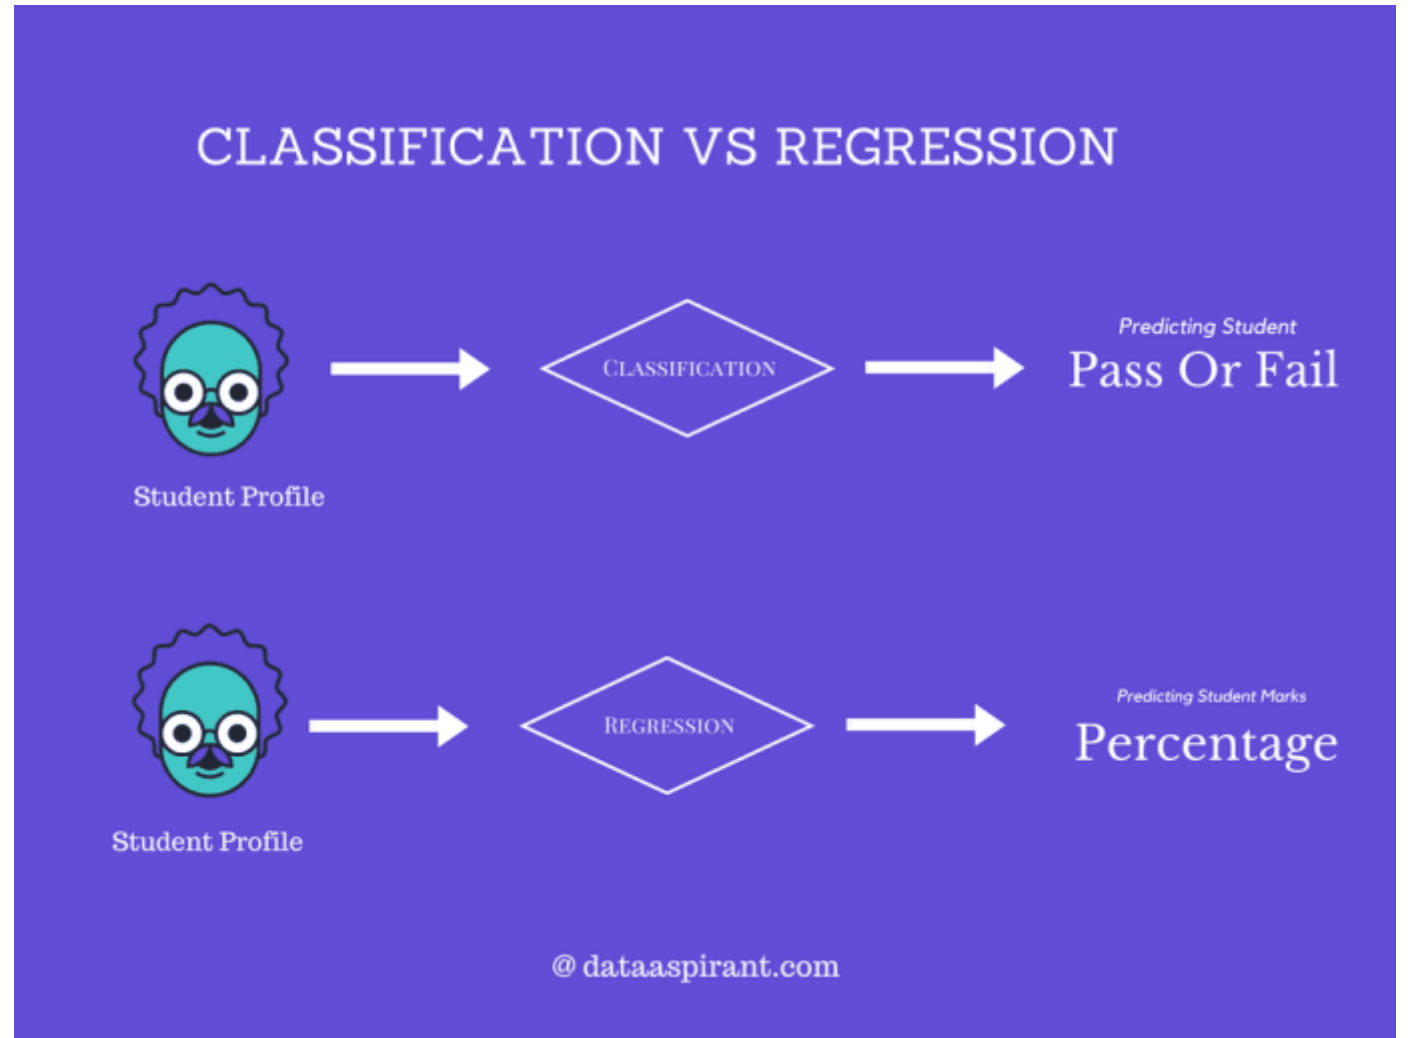 CLASSIFICATION VS REGRESSION
Predicting Student
CLASSIFICATION
Pass Or Fail
Student Profile
Predicting Student Marks
REGRESSION
Percentage
Student Profile
@ dataaspirant.com